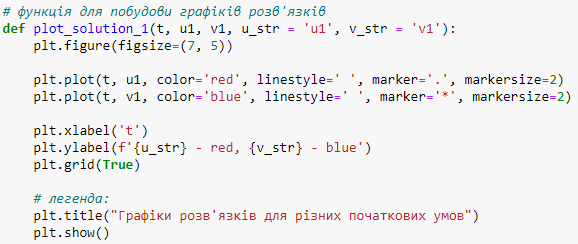 # функція для побудови графіків розв'язків
def plot_solution_1(t, u1, v1, u_str = 'u1', v_str = 'v1'):
    plt.figure(figsize=(7, 5))

    plt.plot(t, u1, color='red', linestyle=' ', marker='.', markersize=2)
    plt.plot(t, v1, color='blue', linestyle=' ', marker='*', markersize=2)

    plt.xlabel('t')
    plt.ylabel(f'{u_str} - red, {v_str} - blue')
    plt.grid(True)

    # легенда:
    plt.title("Графіки розв'язків для різних початкових умов")
    plt.show()